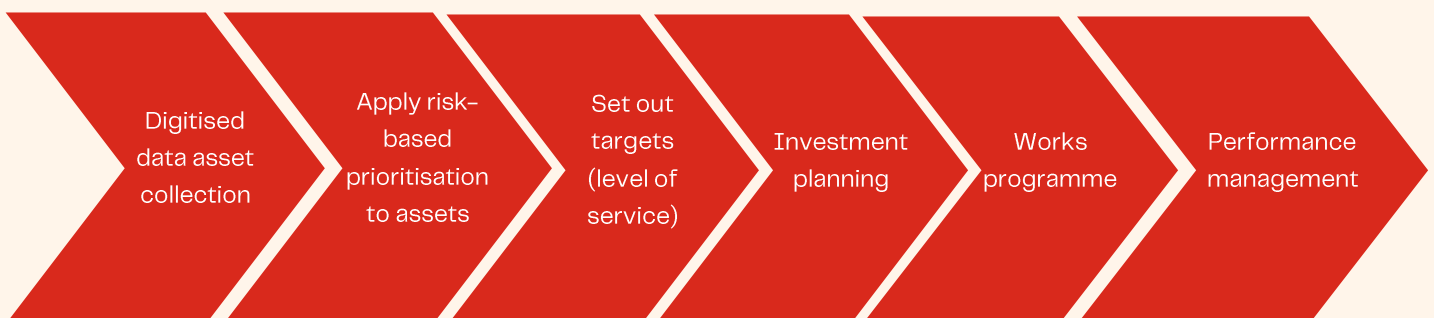 Digitised
data asset
collection
Apply risk-
based
prioritisation
to assets
Set out
targets
(level of
service)
Investment
planning
Works
programme
Performance
management